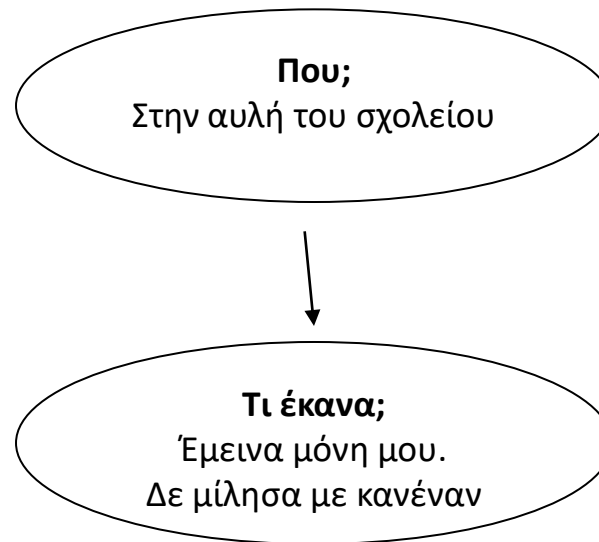 Που;
Στην αυλή του σχολείου
Τι έκανα;
Έμεινα μόνη μου.
Δε μίλησα με κανέναν